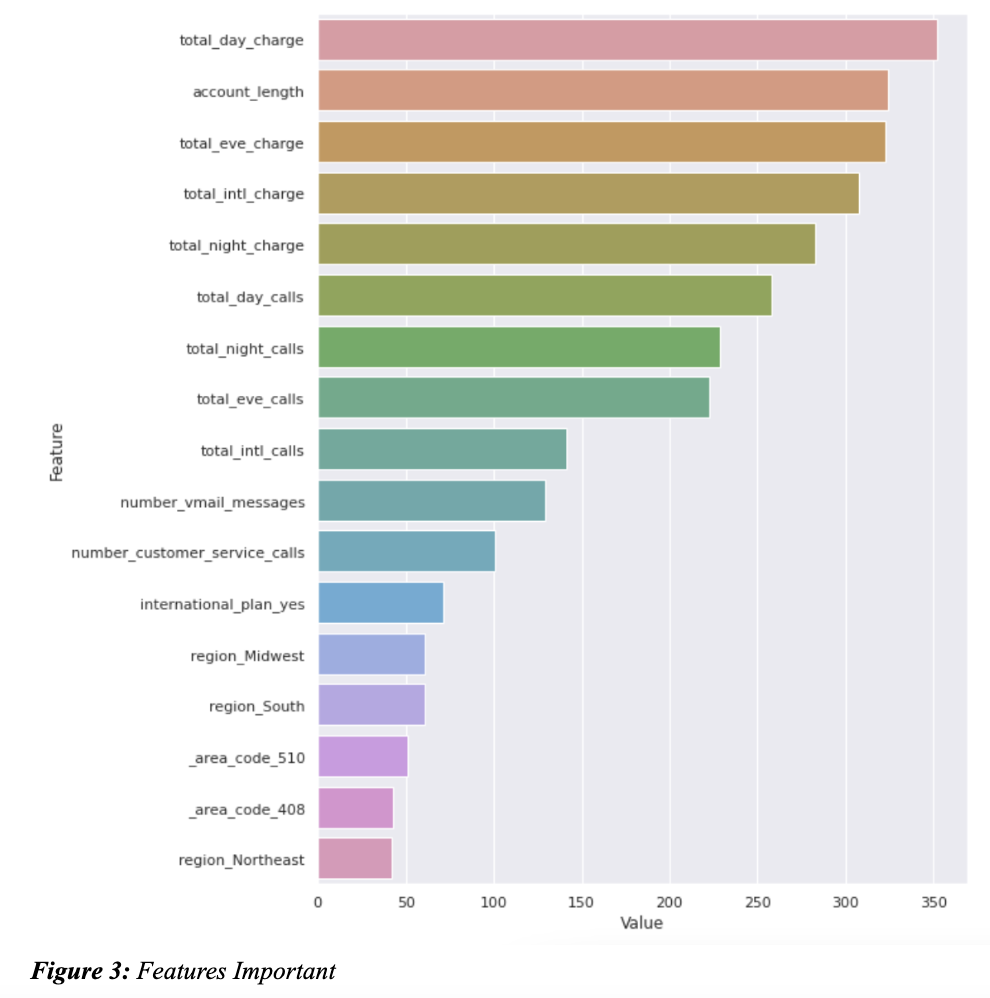 total_day_charge
account_length
total_eve_charge
total_intl_charge
total_night_charge
total_day_calls
total_night_calls
total_eve_calls
total_intl_calls
number_vmail_messages
number_customer_service_calls
international_plan_yes
region_Midwest
region_South
_area_code_510
_area_code_408
region_Northeast
Feature
0 50 100 150 200 250 300 350
Value
Figure 3: Features Important